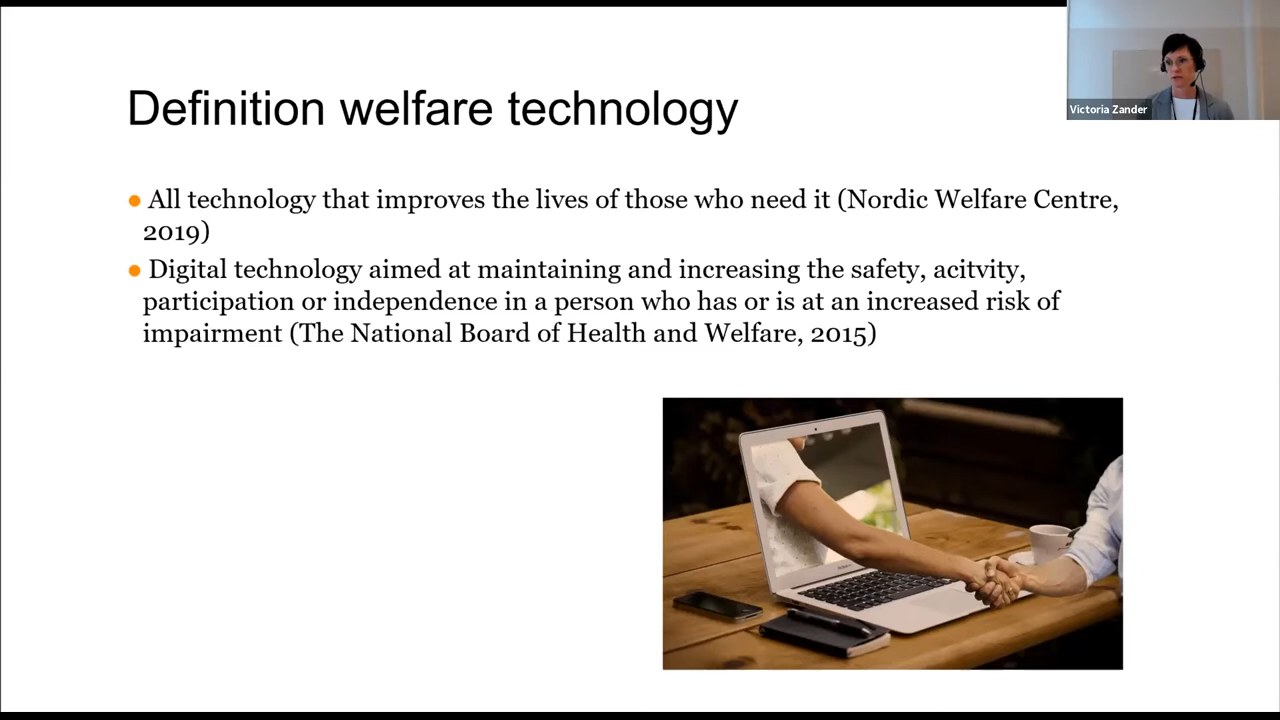 Definition welfare technology
Victoria Zander
● All technology that improves the lives of those who need it (Nordic Welfare Centre,
2019)
● Digital technology aimed at maintaining and increasing the safety, acitvity,
participation or independence in a person who has or is at an increased risk of
impairment (The National Board of Health and Welfare, 2015)